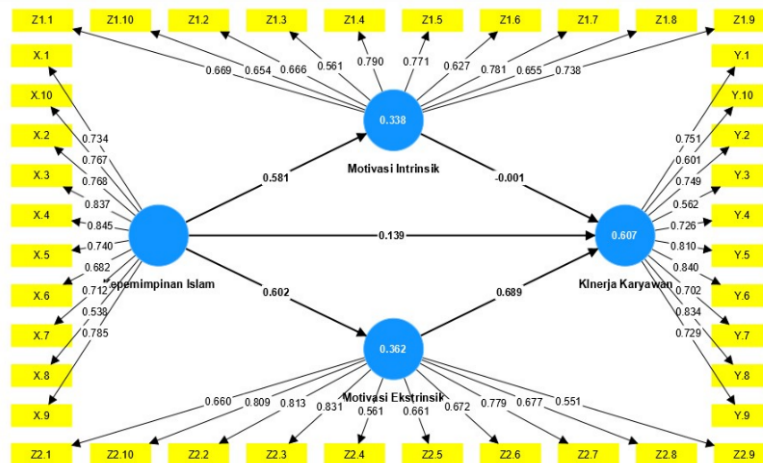 Z1.1 Z1.10 Z1.2 Z1.3 Z1.4 Z1.5 Z1.6 Z1.7 Z1.8 Z1.9
0.669 0.654 0.666 0.561 0.790 0.771 0.627 0.781 0.655 0.738
0.338
Motivasi Intrinsik
X.1
X.10
X.2
X.3
X.4
X.5
X.6
X.7
X.8
X.9
0.734
0.767
0.768
0.837
0.845
0.740
0.682
0.712
0.538
0.785
Kepemimpinan Islam
0.581
-0.001
0.139
0.602
0.689
0.607
KInerja Karyawan
0.751
0.601
0.749
0.562
0.726
0.810
0.840
0.702
0.834
0.729
Y.1
Y.10
Y.2
Y.3
Y.4
Y.5
Y.6
Y.7
Y.8
Y.9
0.362
Motivasi Ekstrinsik
0.660 0.809 0.813 0.831 0.561 0.661 0.672 0.779 0.677 0.551
Z2.1 Z2.10 Z2.2 Z2.3 Z2.4 Z2.5 Z2.6 Z2.7 Z2.8 Z2.9